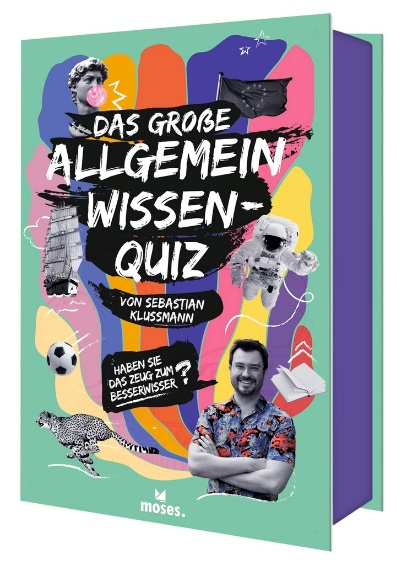 DAS GROẞE
ALLGEMEIN
WISSEN-
QUIZ
VON SEBASTIAN
KLUSSMANN
HABEN SIE
DAS ZEUG ZUM
BESSERWISSER ?
moses.